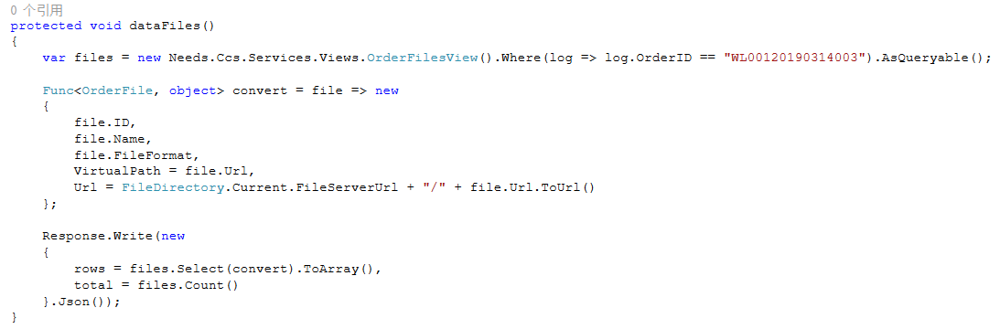 0 个引用
protected void dataFiles()
{
    var files = new Needs.Ccs.Services.Views.OrderFilesView().Where(log => log.OrderID == "WL00120190314003").AsQueryable();
    Func<OrderFile, object> convert = file => new
    {
        file.ID,
        file.Name,
        file.FileFormat,
        VirtualPath = file.Url,
        Url = FileDirectory.Current.FileServerUrl + "/" + file.Url.ToUrl()
    };
    Response.Write(new
    {
        rows = files.Select(convert).ToArray(),
        total = files.Count()
    }.Json());
}